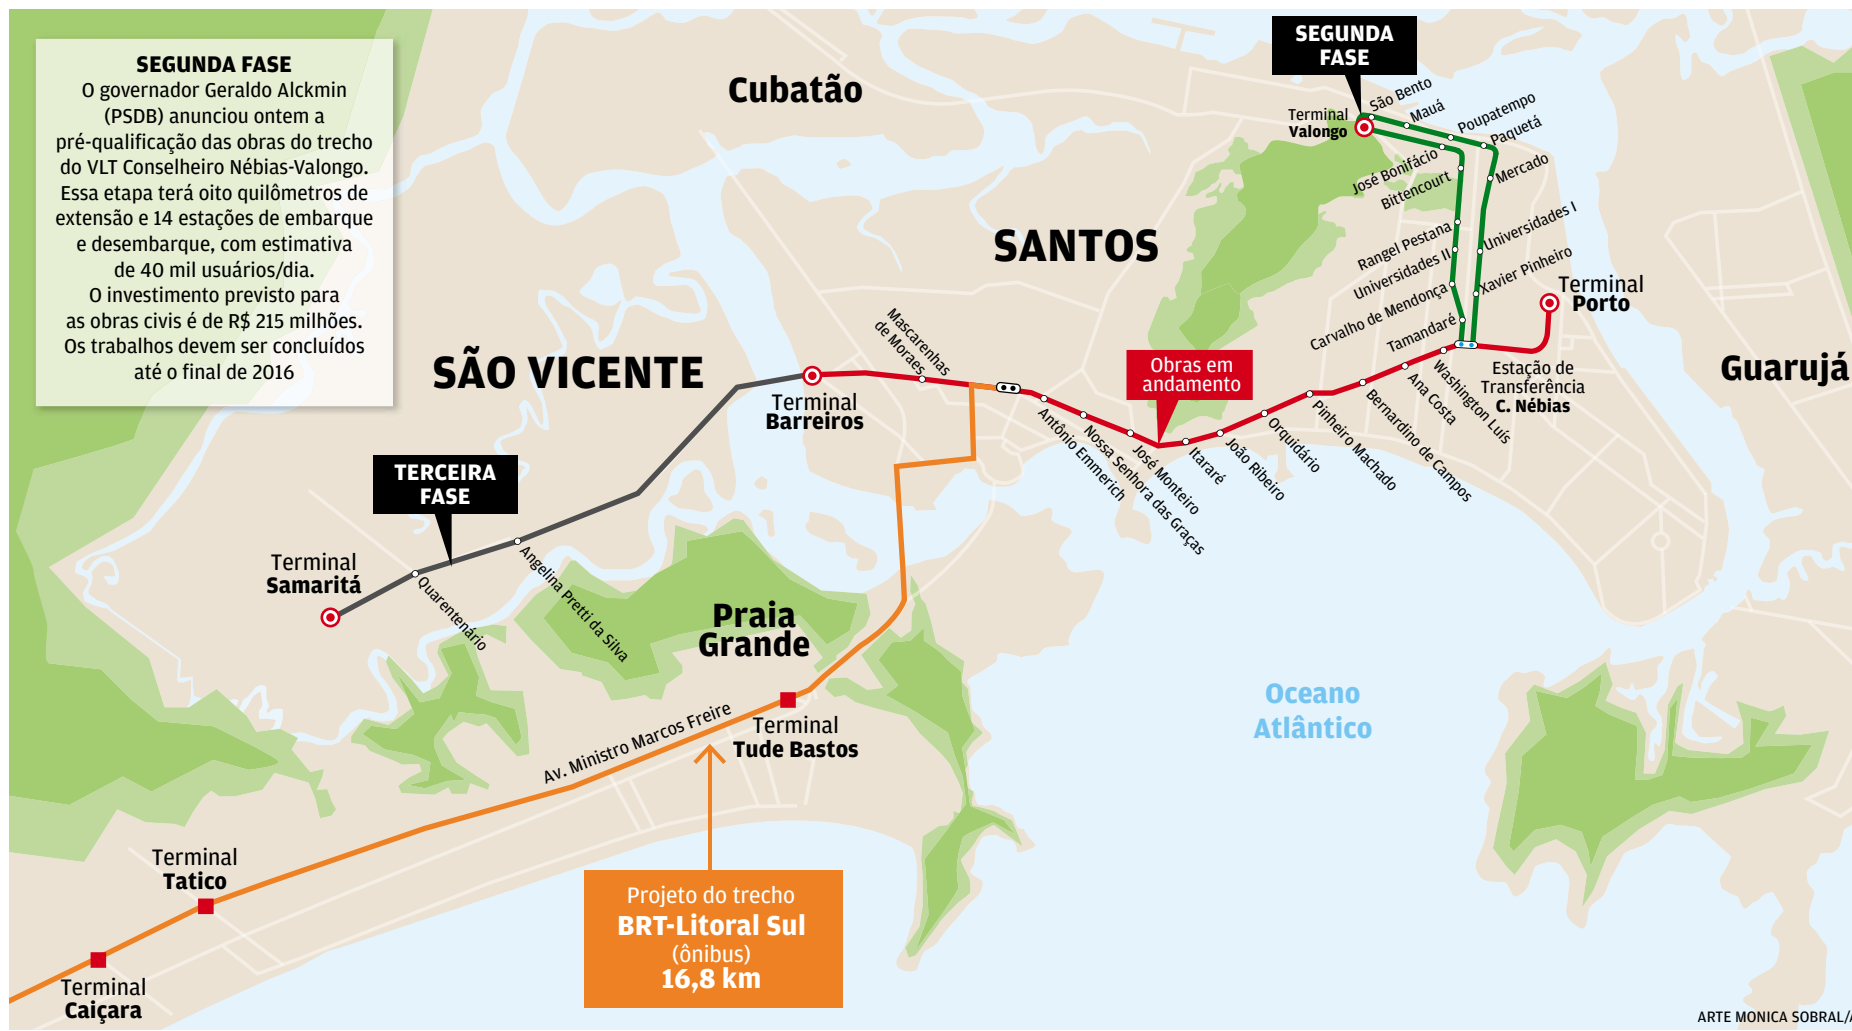 SEGUNDA FASE
O governador Geraldo Alckmin
(PSDB) anunciou ontem a
pré-qualificação das obras do trecho
do VLT Conselheiro Nébias-Valongo.
Essa etapa terá oito quilômetros de
extensão e 14 estações de embarque
e desembarque, com estimativa
de 40 mil usuários/dia.
O investimento previsto para
as obras civis é de R$ 215 milhões.
Os trabalhos devem ser concluídos
até o final de 2016
Cubatão
SEGUNDA
FASE
Terminal
Valongo
São Bento
Mauá
Poupatempo
Paquetá
Mercado
José Bonifácio
Bittencourt
Universidades I
Rangel Pestana
Universidades II
Xavier Pinheiro
Carvalho de Mendonça
Tamandaré
SANTOS
Terminal
Porto
Guarujá
Estação de
Transferência
C. Nébias
SÃO VICENTE
Mascarenhas
de Moraes
Terminal
Barreiros
Obras em
andamento
Antônio Emmerich
Nossa Senhora das Graças
José Monteiro
Itararé
João Ribeiro
Orquidário
Pinheiro Machado
Bernardino de Campos
Ana Costa
Washington Luís
TERCEIRA
FASE
Terminal
Samaritá
Quarentenário
Angelina Pretti da Silva
Praia
Grande
Oceano
Atlântico
Av. Ministro Marcos Freire
Terminal
Tude Bastos
Terminal
Tatico
Projeto do trecho
BRT-Litoral Sul
(ônibus)
16,8 km
Terminal
Caiçara
ARTE MONICA SOBRAL/A